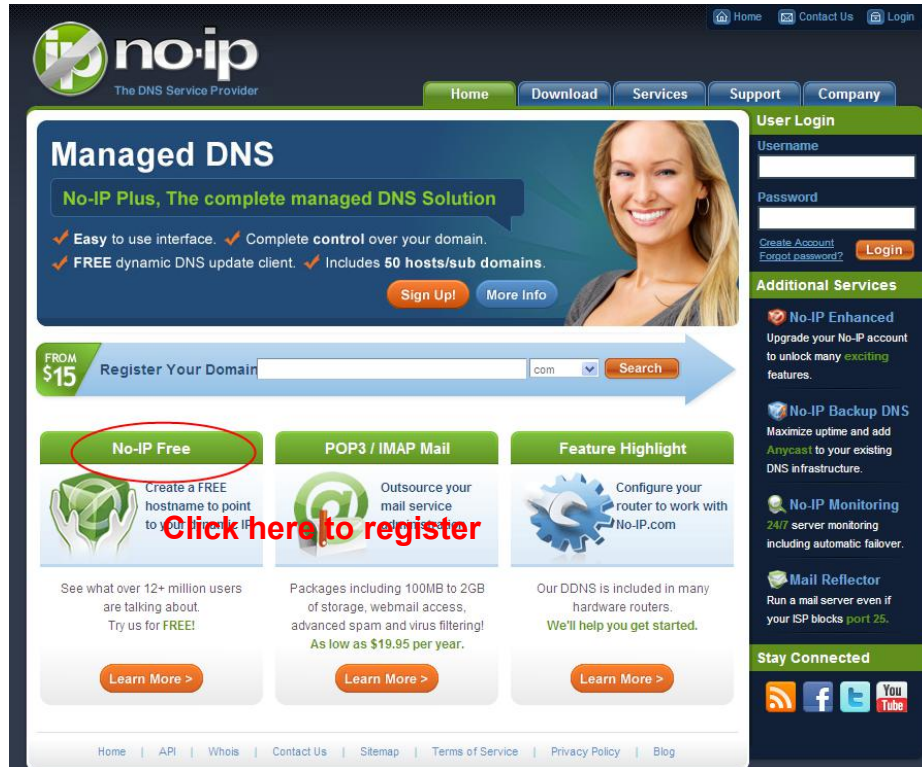 Home Contact Us Login
ip no·ip
The DNS Service Provider
Home Download Services Support Company
Managed DNS
No-IP Plus, The complete managed DNS Solution
Easy to use interface. Complete control over your domain.
FREE dynamic DNS update client. Includes 50 hosts/sub domains.
Sign Up! More Info
User Login
Username
Password
Create Account
Forgot password?
Login
FROM
$15
Register Your Domain
com
Search
Additional Services
No-IP Enhanced
Upgrade your No-IP account
to unlock many exciting
features.
No-IP Backup DNS
Maximize uptime and add
Anycast to your existing
DNS infrastructure.
No-IP Monitoring
24/7 server monitoring
including automatic failover.
Mail Reflector
Run a mail server even if
your ISP blocks port 25.
Stay Connected
f
t
You
Tube
No-IP Free
Create a FREE
hostname to point
to your dynamic IP
See what over 12+ million users
are talking about.
Try us for FREE!
Learn More >
POP3 / IMAP Mail
@
Outsource your
mail service
administration
Packages including 100MB to 2GB
of storage, webmail access,
advanced spam and virus filtering!
As low as $19.95 per year.
Learn More >
Feature Highlight
Configure your
router to work with
No-IP.com
Our DDNS is included in many
hardware routers.
We'll help you get started.
Learn More >
Click here to register
Home | API | Whois | Contact Us | Sitemap | Terms of Service | Privacy Policy | Blog